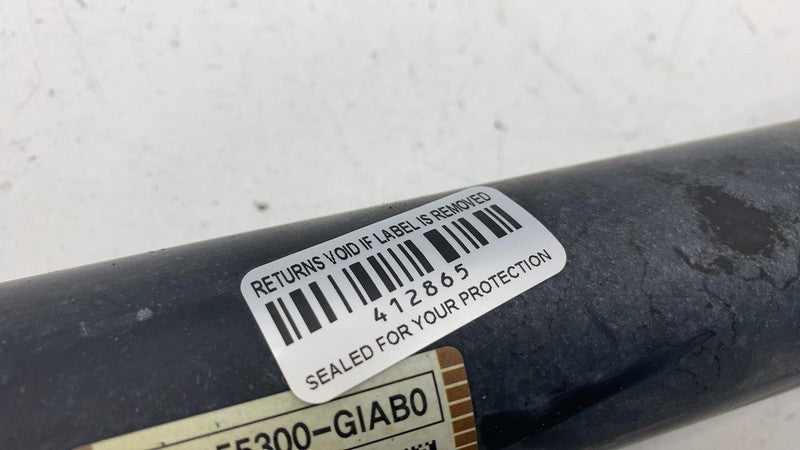 RETURNS VOID IF LABEL IS REMOVED
412865
SEALED FOR YOUR PROTECTION
55300-GIAB0